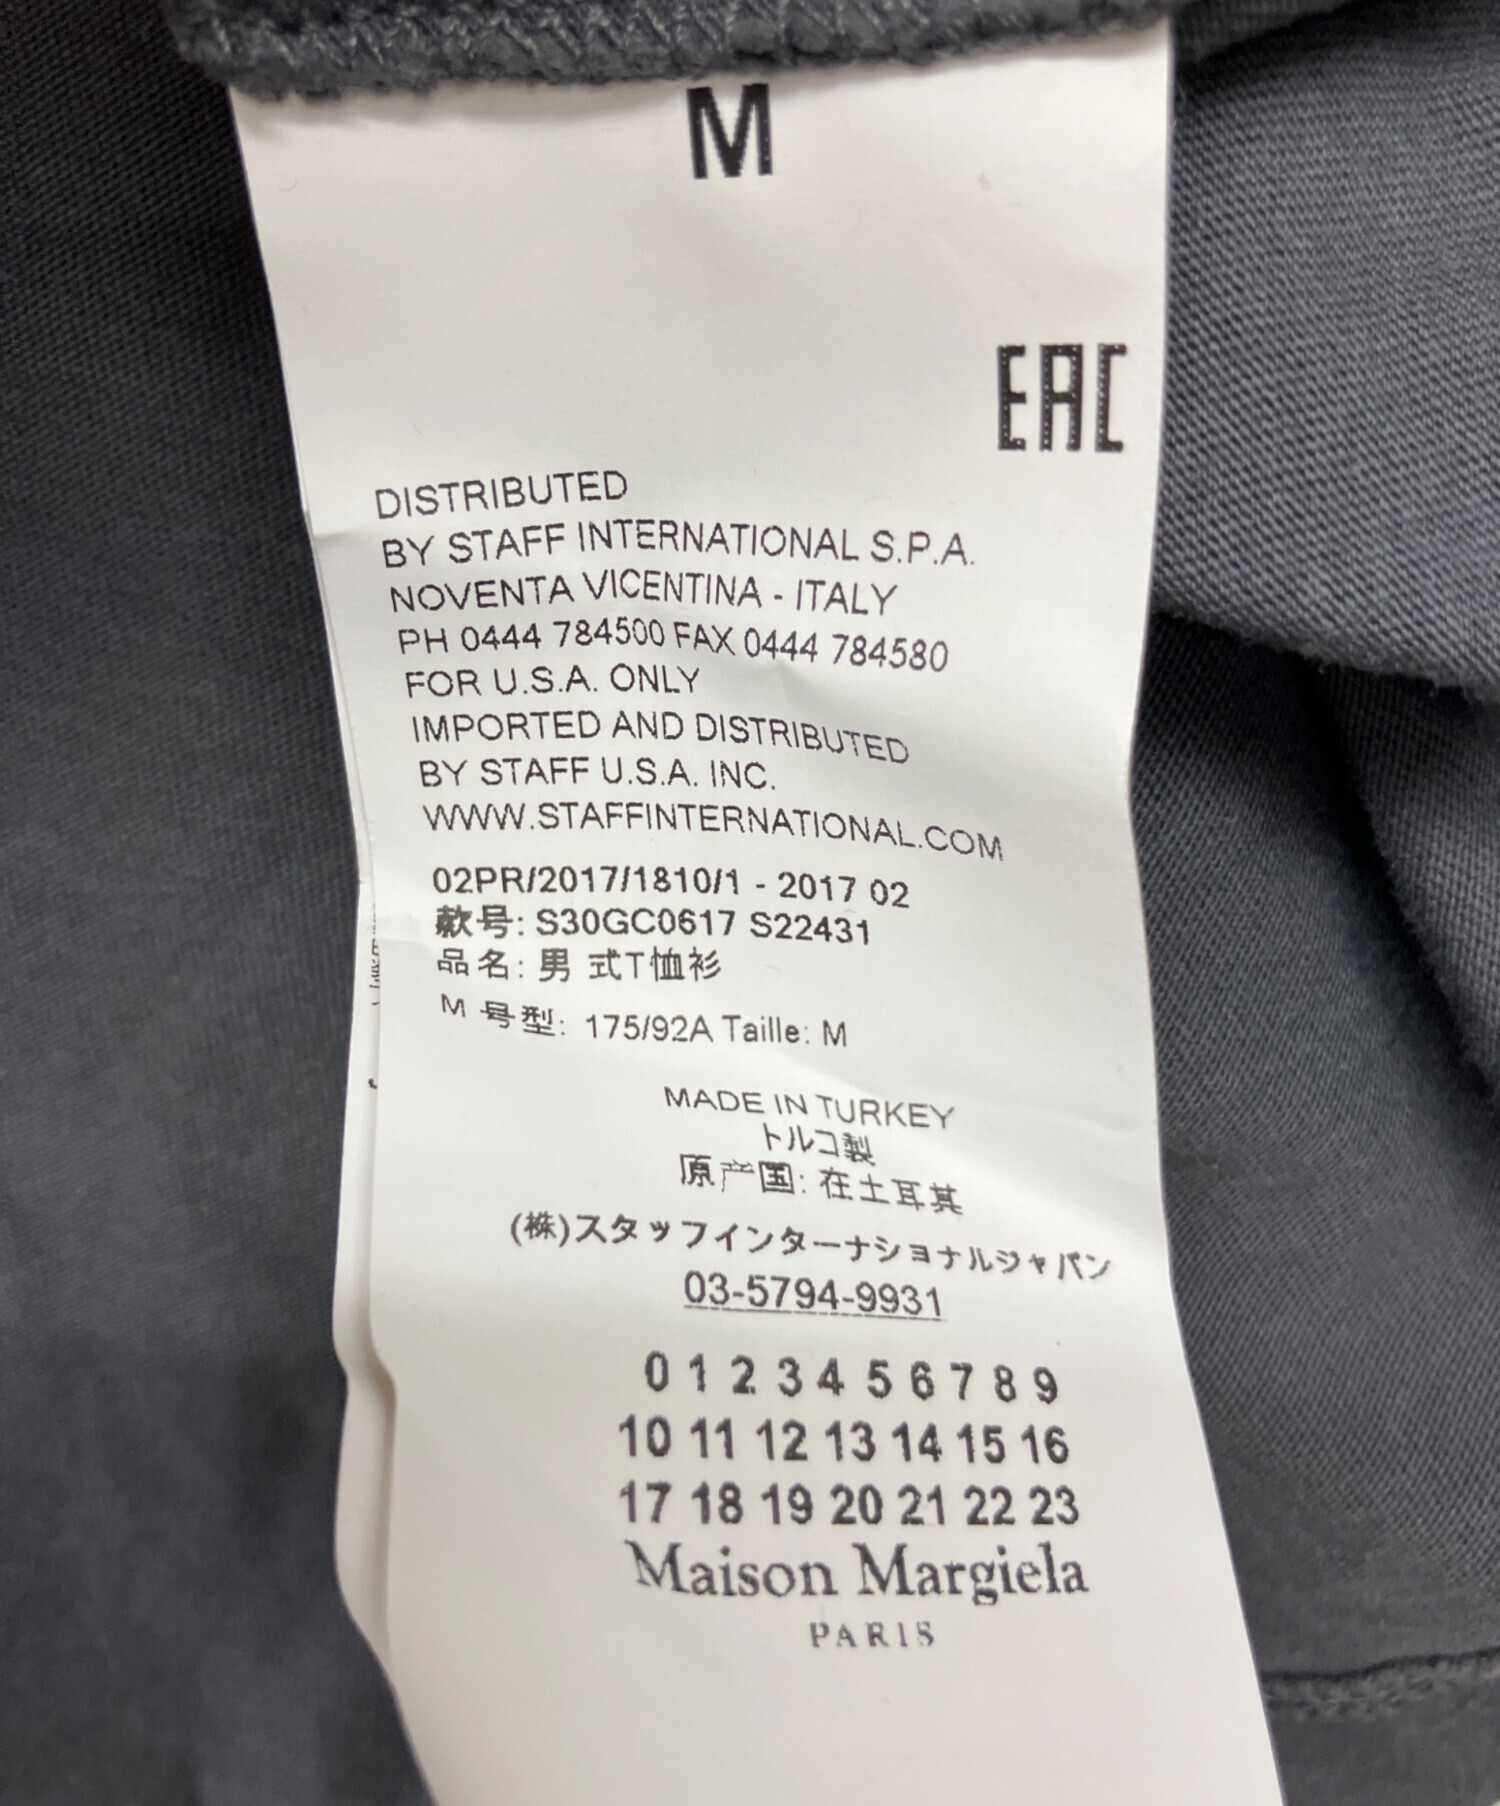 M
EAC
DISTRIBUTED
BY STAFF INTERNATIONAL S.P.A.
NOVENTA VICENTINA - ITALY
PH 0444 784500 FAX 0444 784580
FOR U.S.A. ONLY
IMPORTED AND DISTRIBUTED
BY STAFF U.S.A. INC.
WWW.STAFFINTERNATIONAL.COM
02PR/2017/1810/1 - 2017 02
款号: S30GC0617 S22431
品名: 男 式T恤衫
M 号型: 175/92A Taille: M
MADE IN TURKEY
トルコ製
原产国: 在土耳其
(株)スタッフインターナショナルジャパン
03-5794-9931
0 1 2 3 4 5 6 7 8 9
10 11 12 13 14 15 16
17 18 19 20 21 22 23
Maison Margiela
PARIS